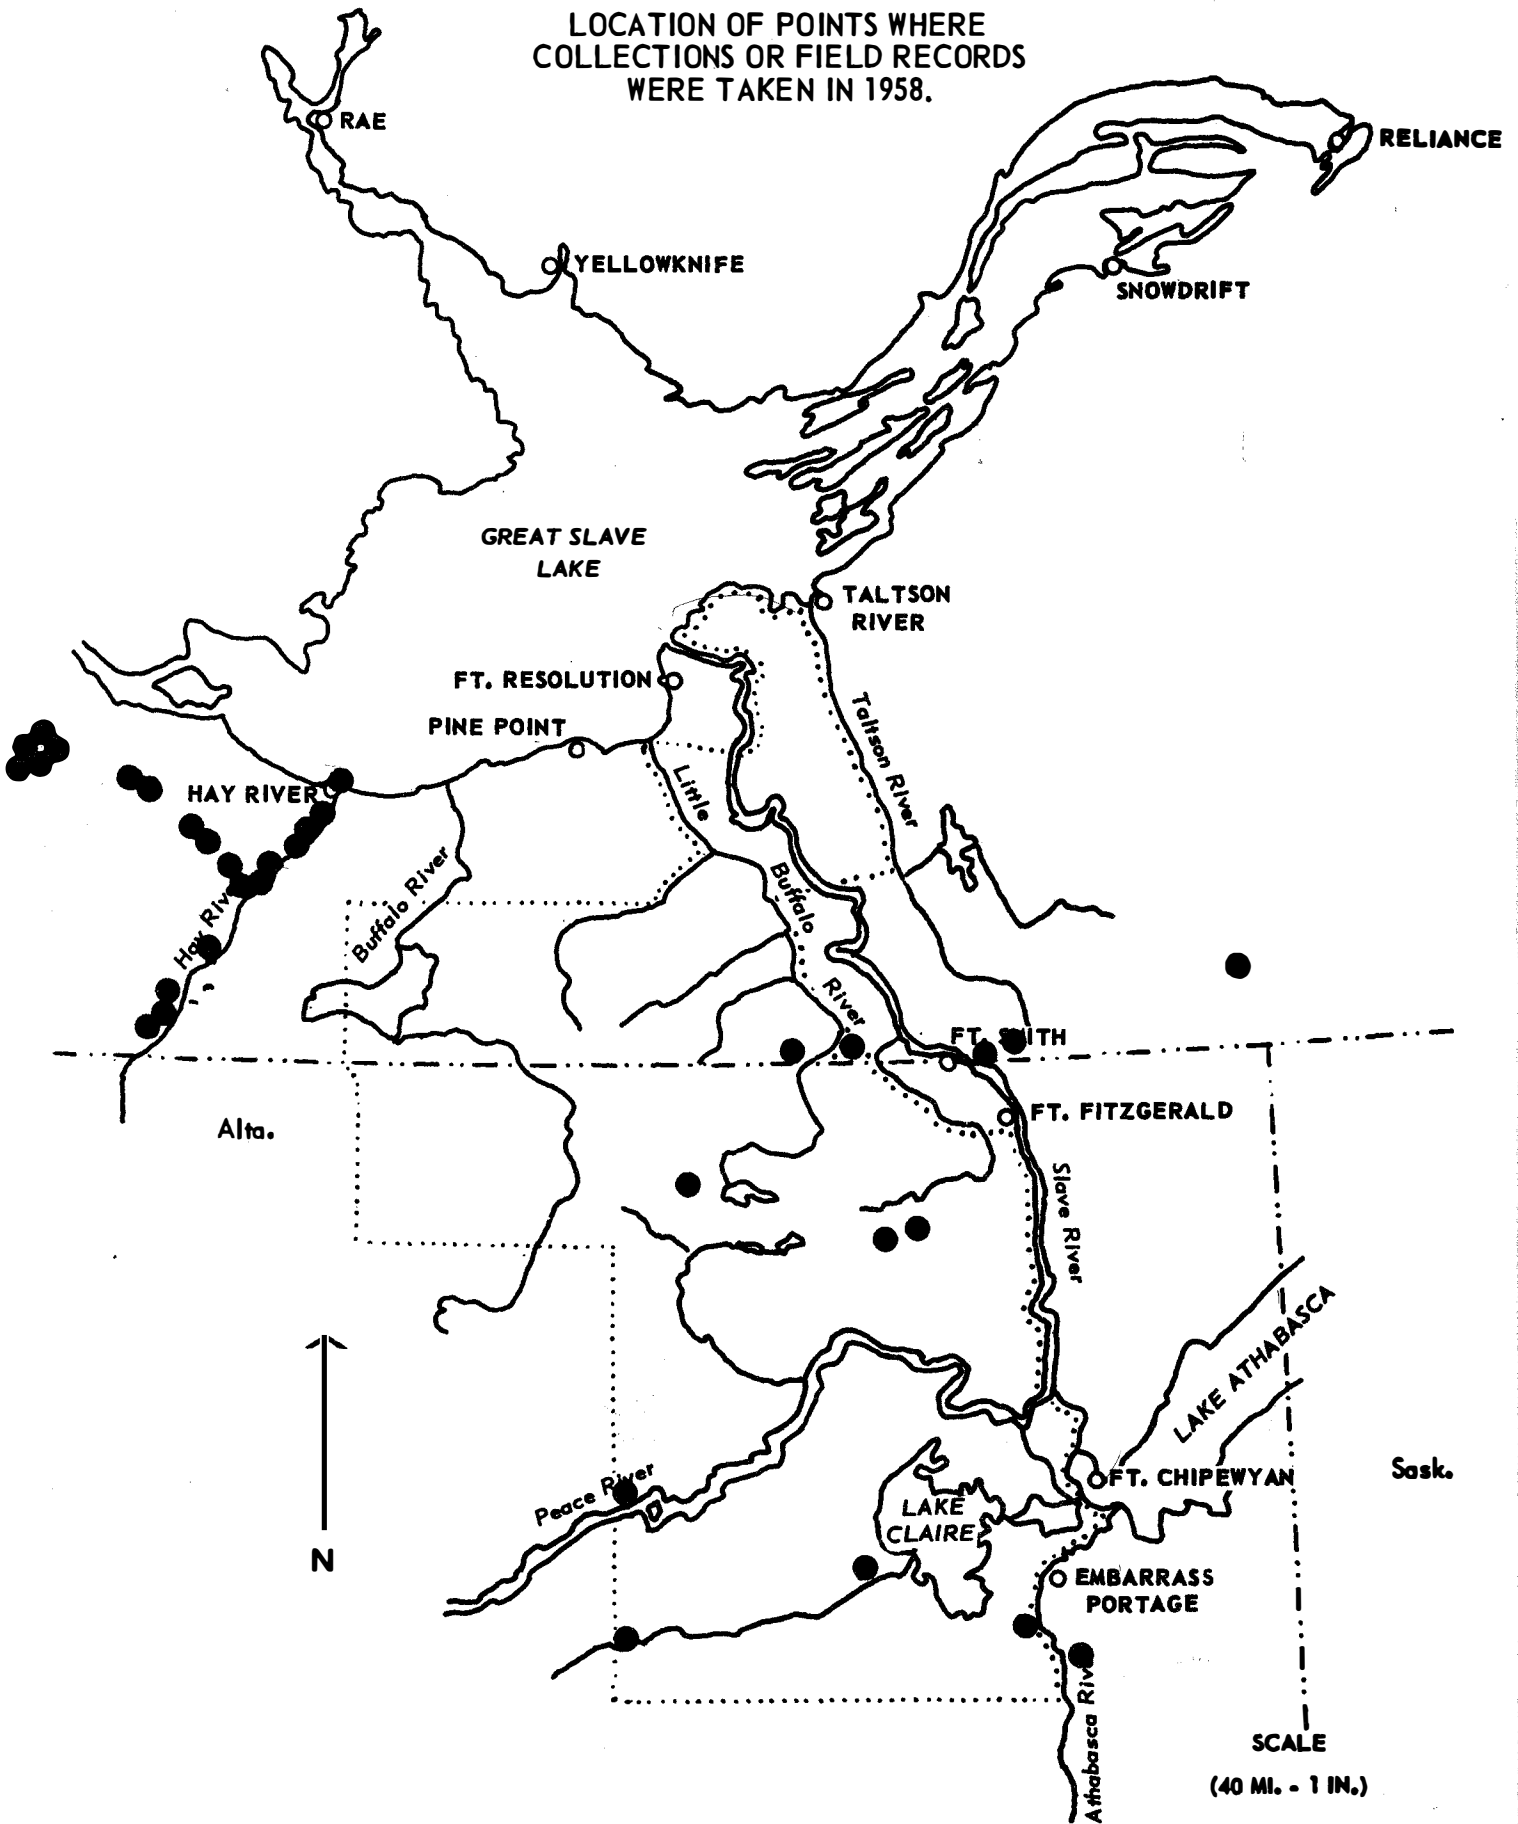 LOCATION OF POINTS WHERE
COLLECTIONS OR FIELD RECORDS
WERE TAKEN IN 1958.
RAE
RELIANCE
YELLOWKNIFE
SNOWDRIFT
GREAT SLAVE
LAKE
TALTSON
RIVER
FT. RESOLUTION
PINE POINT
Taltson River
HAY RIVER
Little
Buffalo
River
Buffalo River
Hay River
FT. SMITH
FT. FITZGERALD
Alta.
Slave River
LAKE ATHABASCA
Peace River
LAKE
CLAIRE
FT. CHIPEWYAN
Sask.
N
EMBARRASS
PORTAGE
Athabasca Riv
SCALE
(40 MI. - 1 IN.)